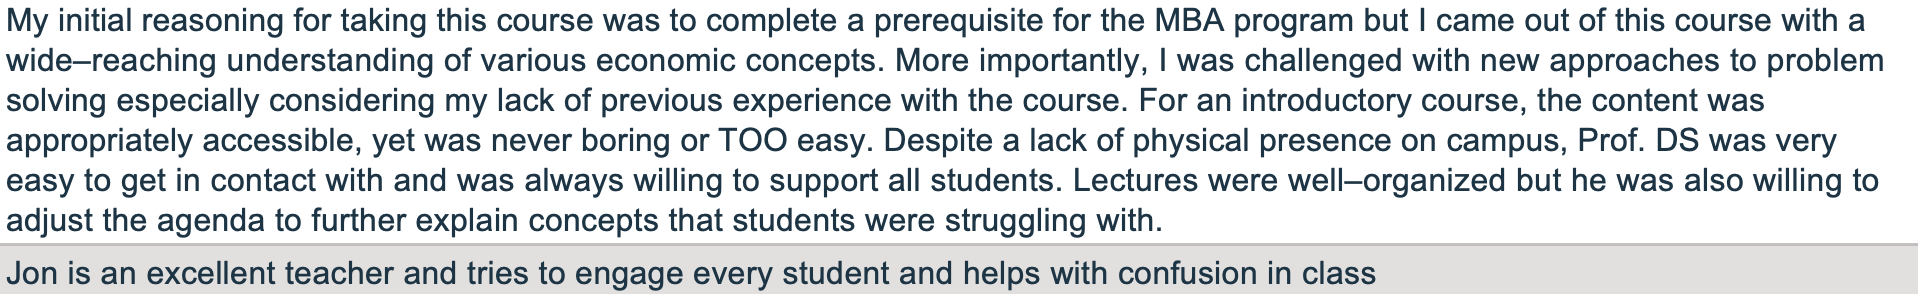 My initial reasoning for taking this course was to complete a prerequisite for the MBA program but I came out of this course with a
wide–reaching understanding of various economic concepts. More importantly, I was challenged with new approaches to problem
solving especially considering my lack of previous experience with the course. For an introductory course, the content was
appropriately accessible, yet was never boring or TOO easy. Despite a lack of physical presence on campus, Prof. DS was very
easy to get in contact with and was always willing to support all students. Lectures were well–organized but he was also willing to
adjust the agenda to further explain concepts that students were struggling with.
Jon is an excellent teacher and tries to engage every student and helps with confusion in class